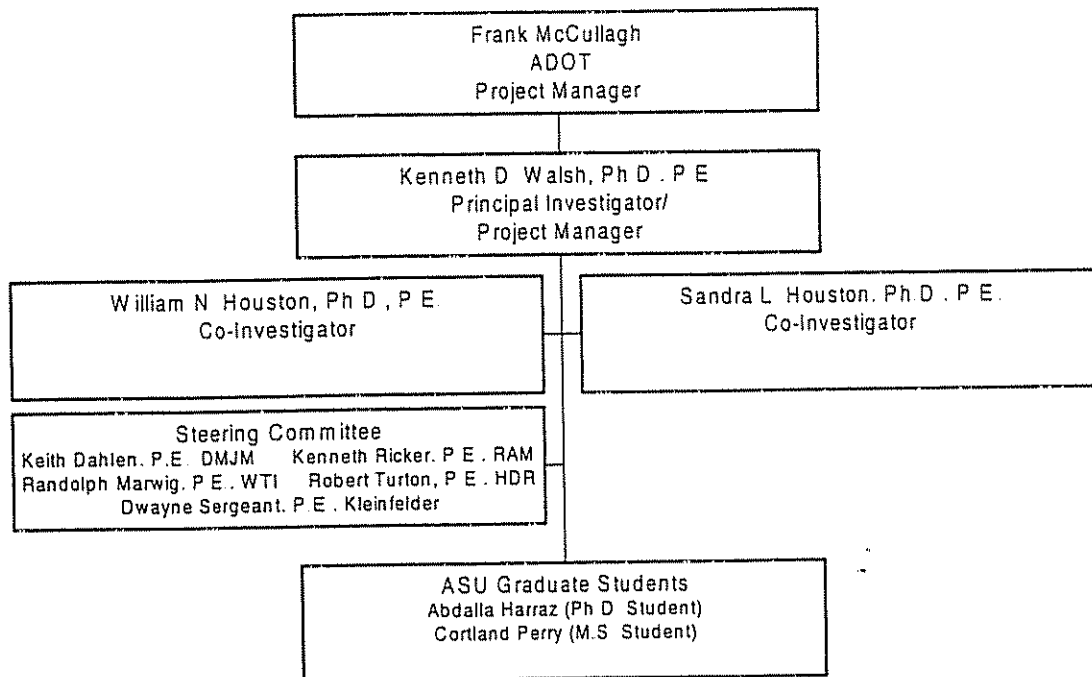 Frank McCullagh
ADOT
Project Manager
Kenneth D Walsh, Ph D . P E
Principal Investigator/
Project Manager
William N Houston, Ph D , P E.
Co-Investigator
Sandra L Houston. Ph.D . P E.
Co-Investigator
Steering Committee
Keith Dahlen. P.E. DMJM Kenneth Ricker. P E . RAM
Randolph Marwig. P E . WTI Robert Turton, P E . HDR
Dwayne Sergeant. P E . Kleinfelder
ASU Graduate Students
Abdalla Harraz (Ph D Student)
Cortland Perry (M.S Student)